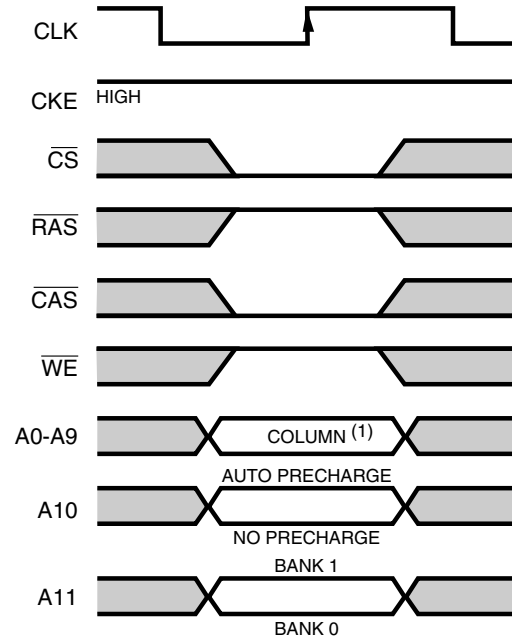 CLK
CKE HIGH
CS
RAS
CAS
WE
A0-A9 COLUMN (1)
AUTO PRECHARGE
A10
NO PRECHARGE
BANK 1
A11
BANK 0